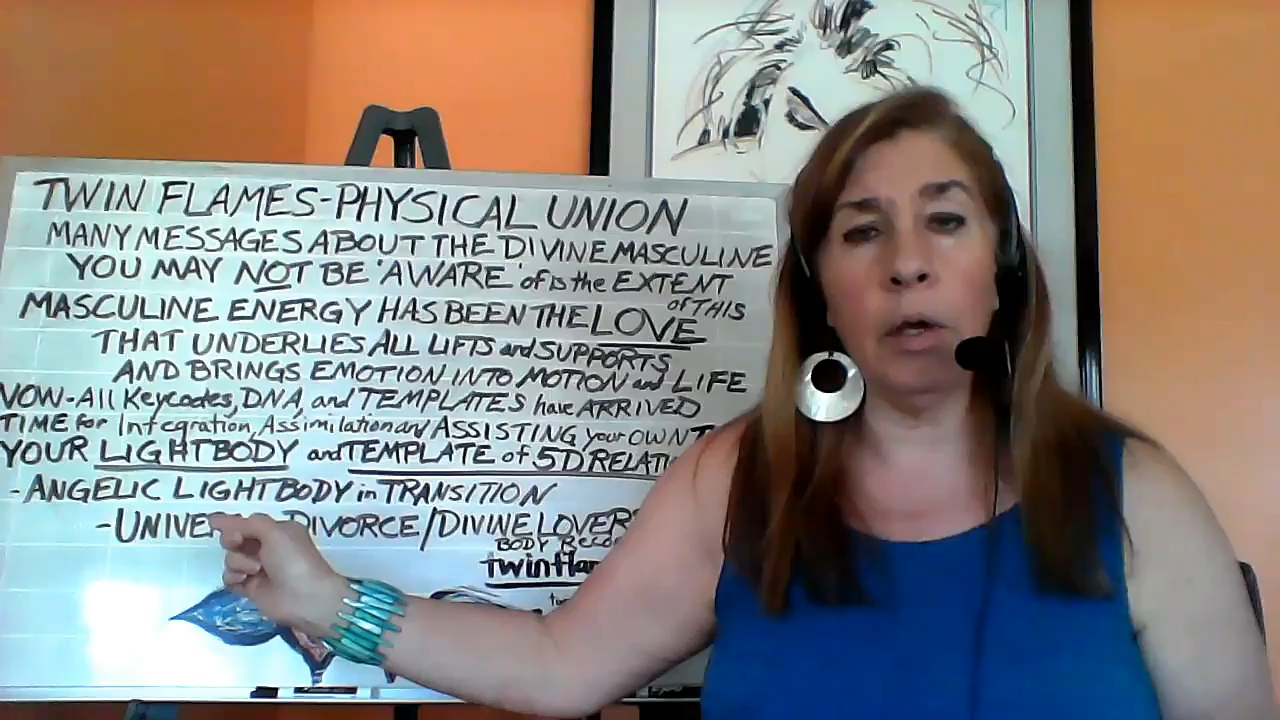 TWIN FLAMES-PHYSICAL UNION
MANY MESSAGES ABOUT THE DIVINE MASCULINE
YOU MAY NOT BE 'AWARE' of is the EXTENT
of THIS
MASCULINE ENERGY HAS BEEN THE LOVE
THAT UNDERLIES ALL LIFTS and SUPPORTS
AND BRINGS EMOTION INTO MOTION and LIFE
NOW-All Keycodes, DNA, and TEMPLATES have ARRIVED
TIME for Integration, Assimilation and ASSISTING your OWN
YOUR LIGHTBODY and TEMPLATE of 5D
-ANGELIC LIGHTBODY in TRANSITION
- DIVORCE/DIVINE LOVERS
BODY